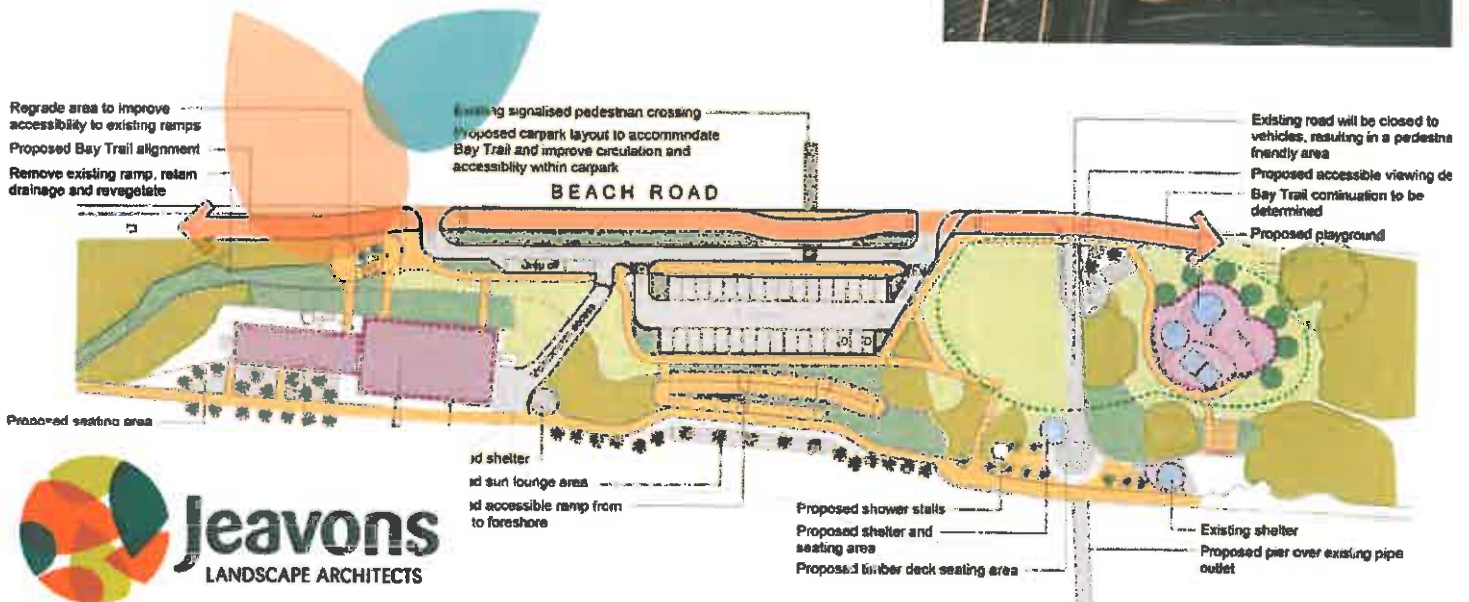 Regrade area to improve
accessibility to existing ramps
Proposed Bay Trail alignment
Remove existing ramp, retain
drainage and revegetate
Existing signalised pedestrian crossing
Proposed carpark layout to accommodate
Bay Trail and improve circulation and
accessiblity within carpark
BEACH ROAD
Existing road will be closed to
vehicles, resulting in a pedestria
friendly area
Proposed accessible viewing de
Bay Trail continuation to be
determined
Proposed playground
Drop off
Proposed seating area
d shelter
d sun lounge area
d accessible ramp from
to foreshore
Proposed shower stalls
Proposed shelter and
seating area
Proposed timber deck seating area
Existing shelter
Proposed pier over existing pipe
outlet
Jeavons
LANDSCAPE ARCHITECTS